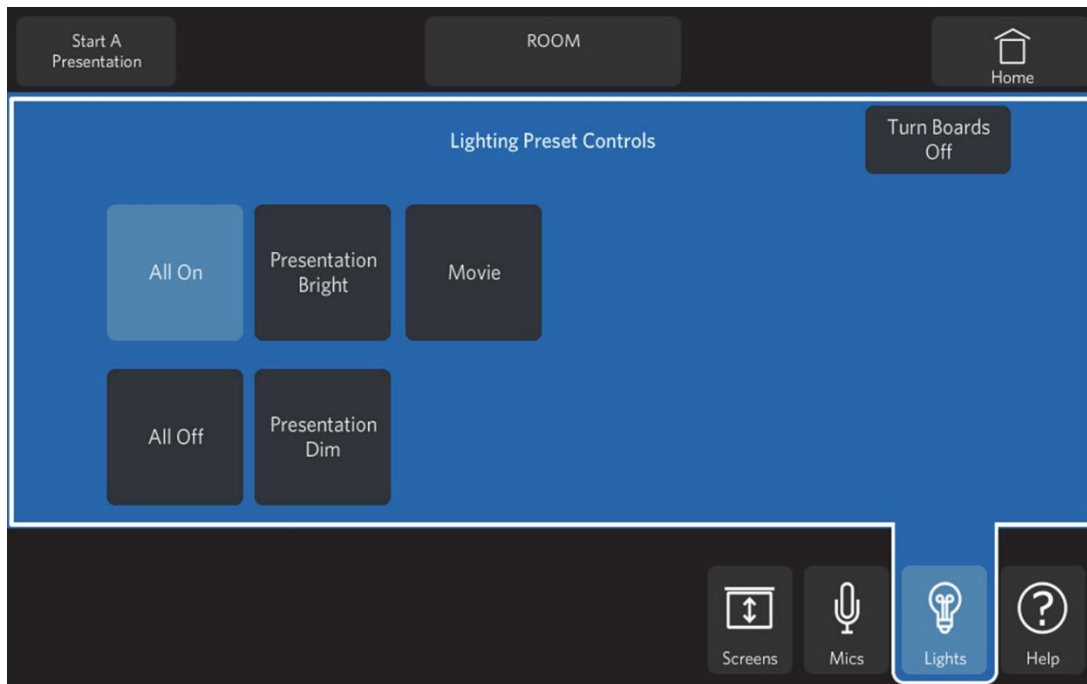 Start A
Presentation
ROOM
Home
Lighting Preset Controls
Turn Boards
Off
All On
Presentation
Bright
Movie
All Off
Presentation
Dim
Screens
Mics
Lights
Help